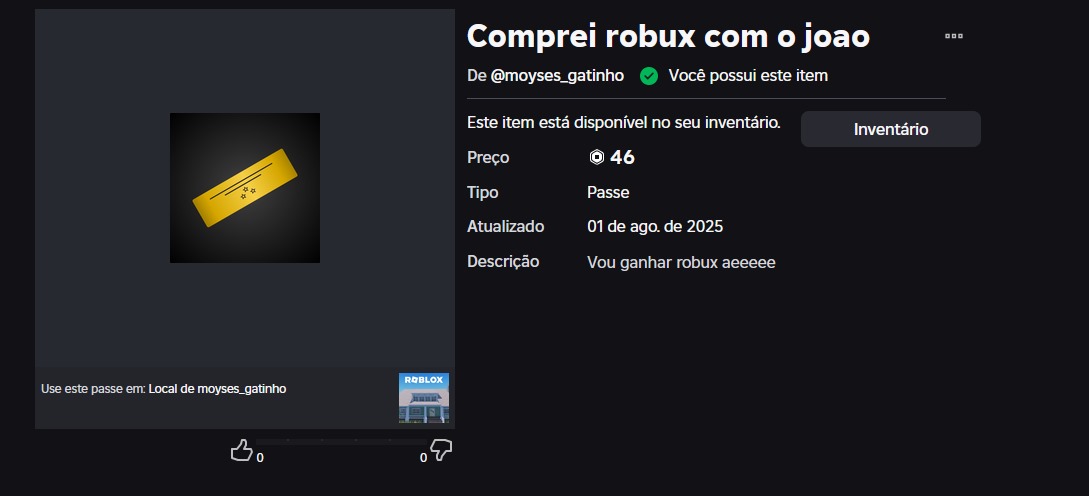 Comprei robux com o joao
De @moyses_gatinho Você possui este item
Este item está disponível no seu inventário.
Inventário
Preço 46
Tipo Passe
Atualizado 01 de ago. de 2025
Descrição Vou ganhar robux aeeeee
Use este passe em: Local de moyses_gatinho
ROBLOX
0 0